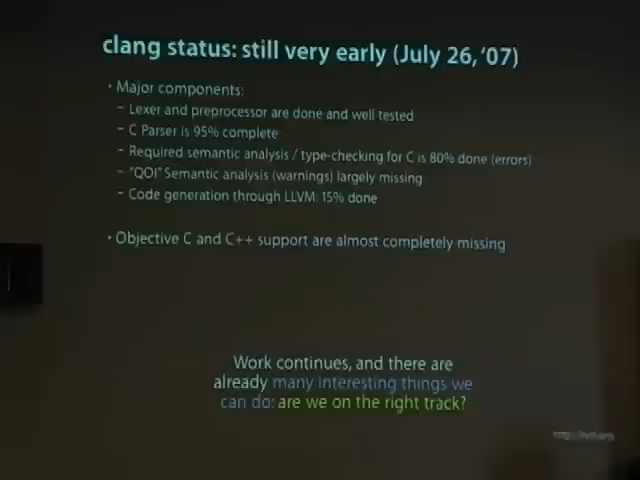 clang status: still very early (July 26, '07)
• Major components:
– Lexer and preprocessor are done and well tested
– C Parser is 95% complete
– Required semantic analysis / type-checking for C is 80% done (errors)
– "QOI" Semantic analysis (warnings) largely missing
– Code generation through LLVM: 15% done
• Objective C and C++ support are almost completely missing
Work continues, and there are
already many interesting things we
can do: are we on the right track?